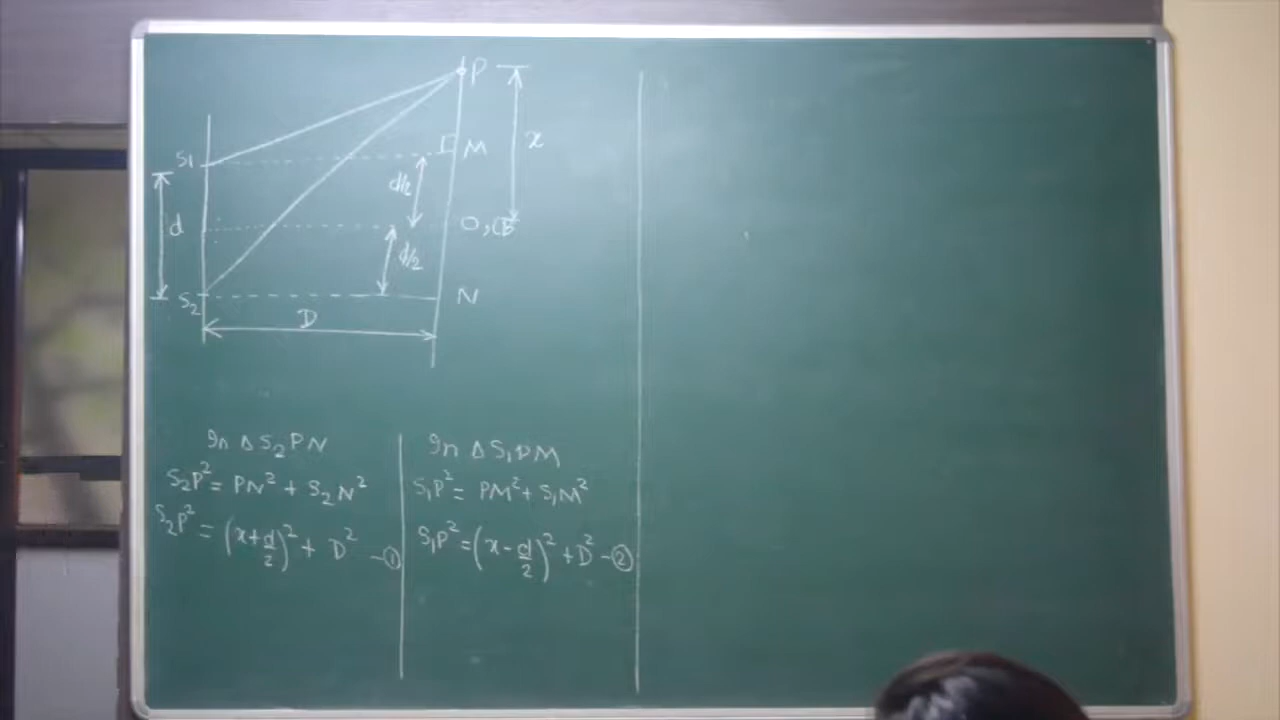 P
S₁
M
x
d/2
d
O, CB
d/2
S₂
N
D
In Δ S₂PN
S₂P² = PN² + S₂N²
S₂P² = (x + d/2)² + D² –①
In Δ S₁PM
S₁P² = PM² + S₁M²
S₁P² = (x - d/2)² + D² –②